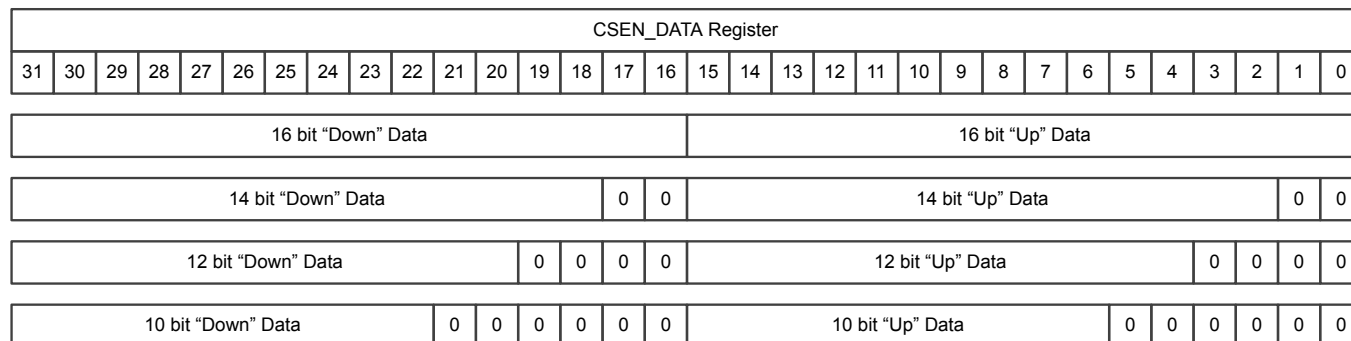 CSEN_DATA Register
31 30 29 28 27 26 25 24 23 22 21 20 19 18 17 16 15 14 13 12 11 10 9 8 7 6 5 4 3 2 1 0
16 bit “Down” Data 16 bit “Up” Data
14 bit “Down” Data 0 0 14 bit “Up” Data 0 0
12 bit “Down” Data 0 0 0 0 12 bit “Up” Data 0 0 0 0
10 bit “Down” Data 0 0 0 0 0 0 10 bit “Up” Data 0 0 0 0 0 0